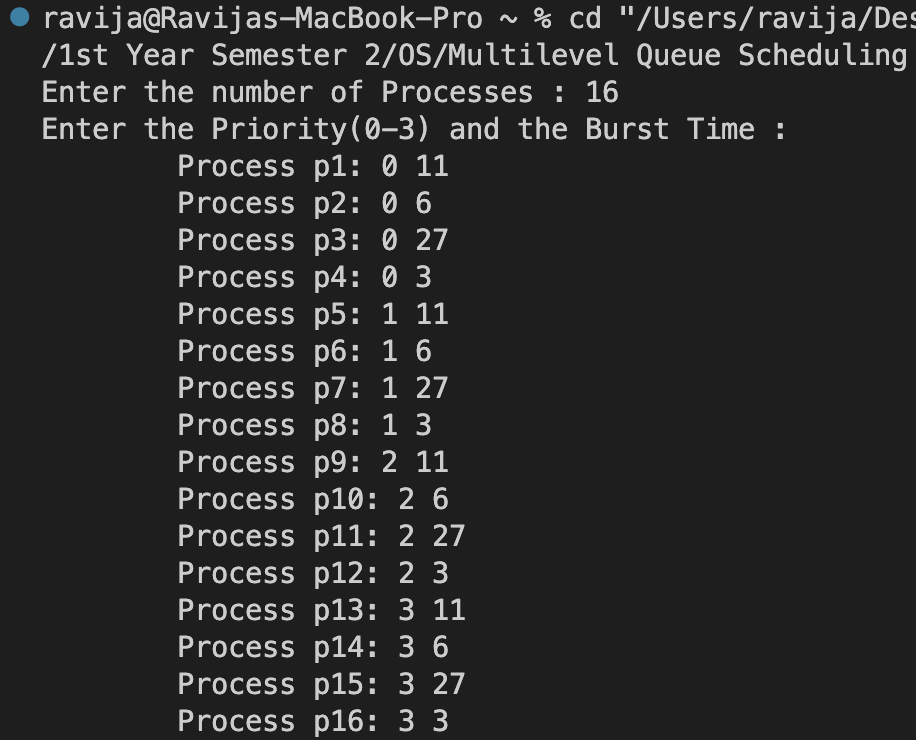 ravija@Ravijas-MacBook-Pro ~ % cd "/Users/ravija/Des
/1st Year Semester 2/OS/Multilevel Queue Scheduling
Enter the number of Processes : 16
Enter the Priority(0-3) and the Burst Time :
Process p1: 0 11
Process p2: 0 6
Process p3: 0 27
Process p4: 0 3
Process p5: 1 11
Process p6: 1 6
Process p7: 1 27
Process p8: 1 3
Process p9: 2 11
Process p10: 2 6
Process p11: 2 27
Process p12: 2 3
Process p13: 3 11
Process p14: 3 6
Process p15: 3 27
Process p16: 3 3